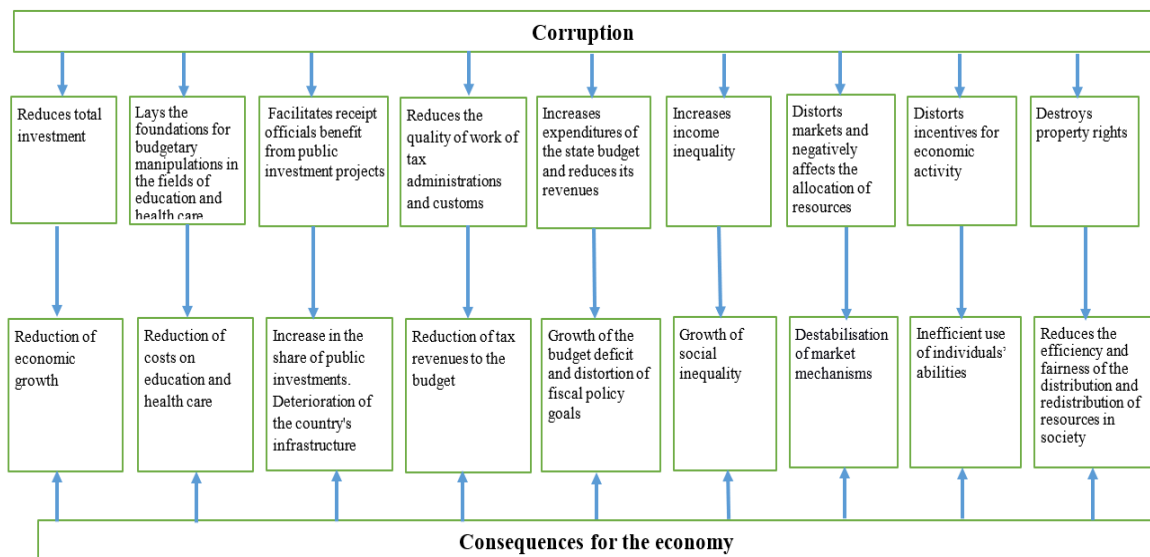 Corruption
Reduces total
investment
Lays the
foundations for
budgetary
manipulations in
the fields of
education and
health care
Facilitates receipt
officials benefit
from public
investment projects
Reduces the
quality of work of
tax
administrations
and customs
Increases
expenditures of
the state budget
and reduces its
revenues
Increases
income
inequality
Distorts
markets and
negatively
affects the
allocation of
resources
Distorts
incentives for
economic
activity
Destroys
property rights
Reduction of
economic
growth
Reduction of
costs on
education and
health care
Increase in the
share of public
investments.
Deterioration of
the country's
infrastructure
Reduction of tax
revenues to the
budget
Growth of the
budget deficit
and distortion of
fiscal policy
goals
Growth of
social
inequality
Destabilisation
of market
mechanisms
Inefficient use
of individuals’
abilities
Reduces the
efficiency and
fairness of the
distribution and
redistribution of
resources in
society
Consequences for the economy